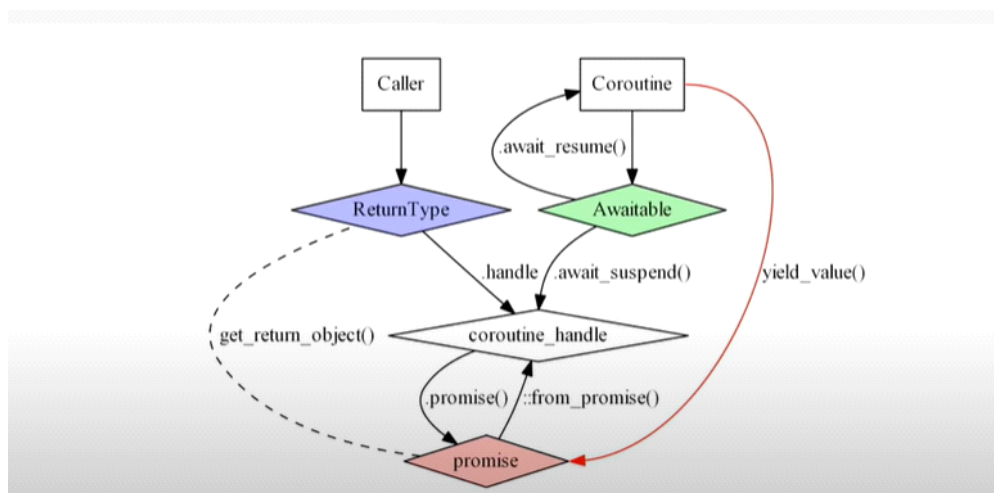 Caller
Coroutine
.await_resume()
ReturnType
Awaitable
.handle
.await_suspend()
yield_value()
get_return_object()
coroutine_handle
.promise()
::from_promise()
promise